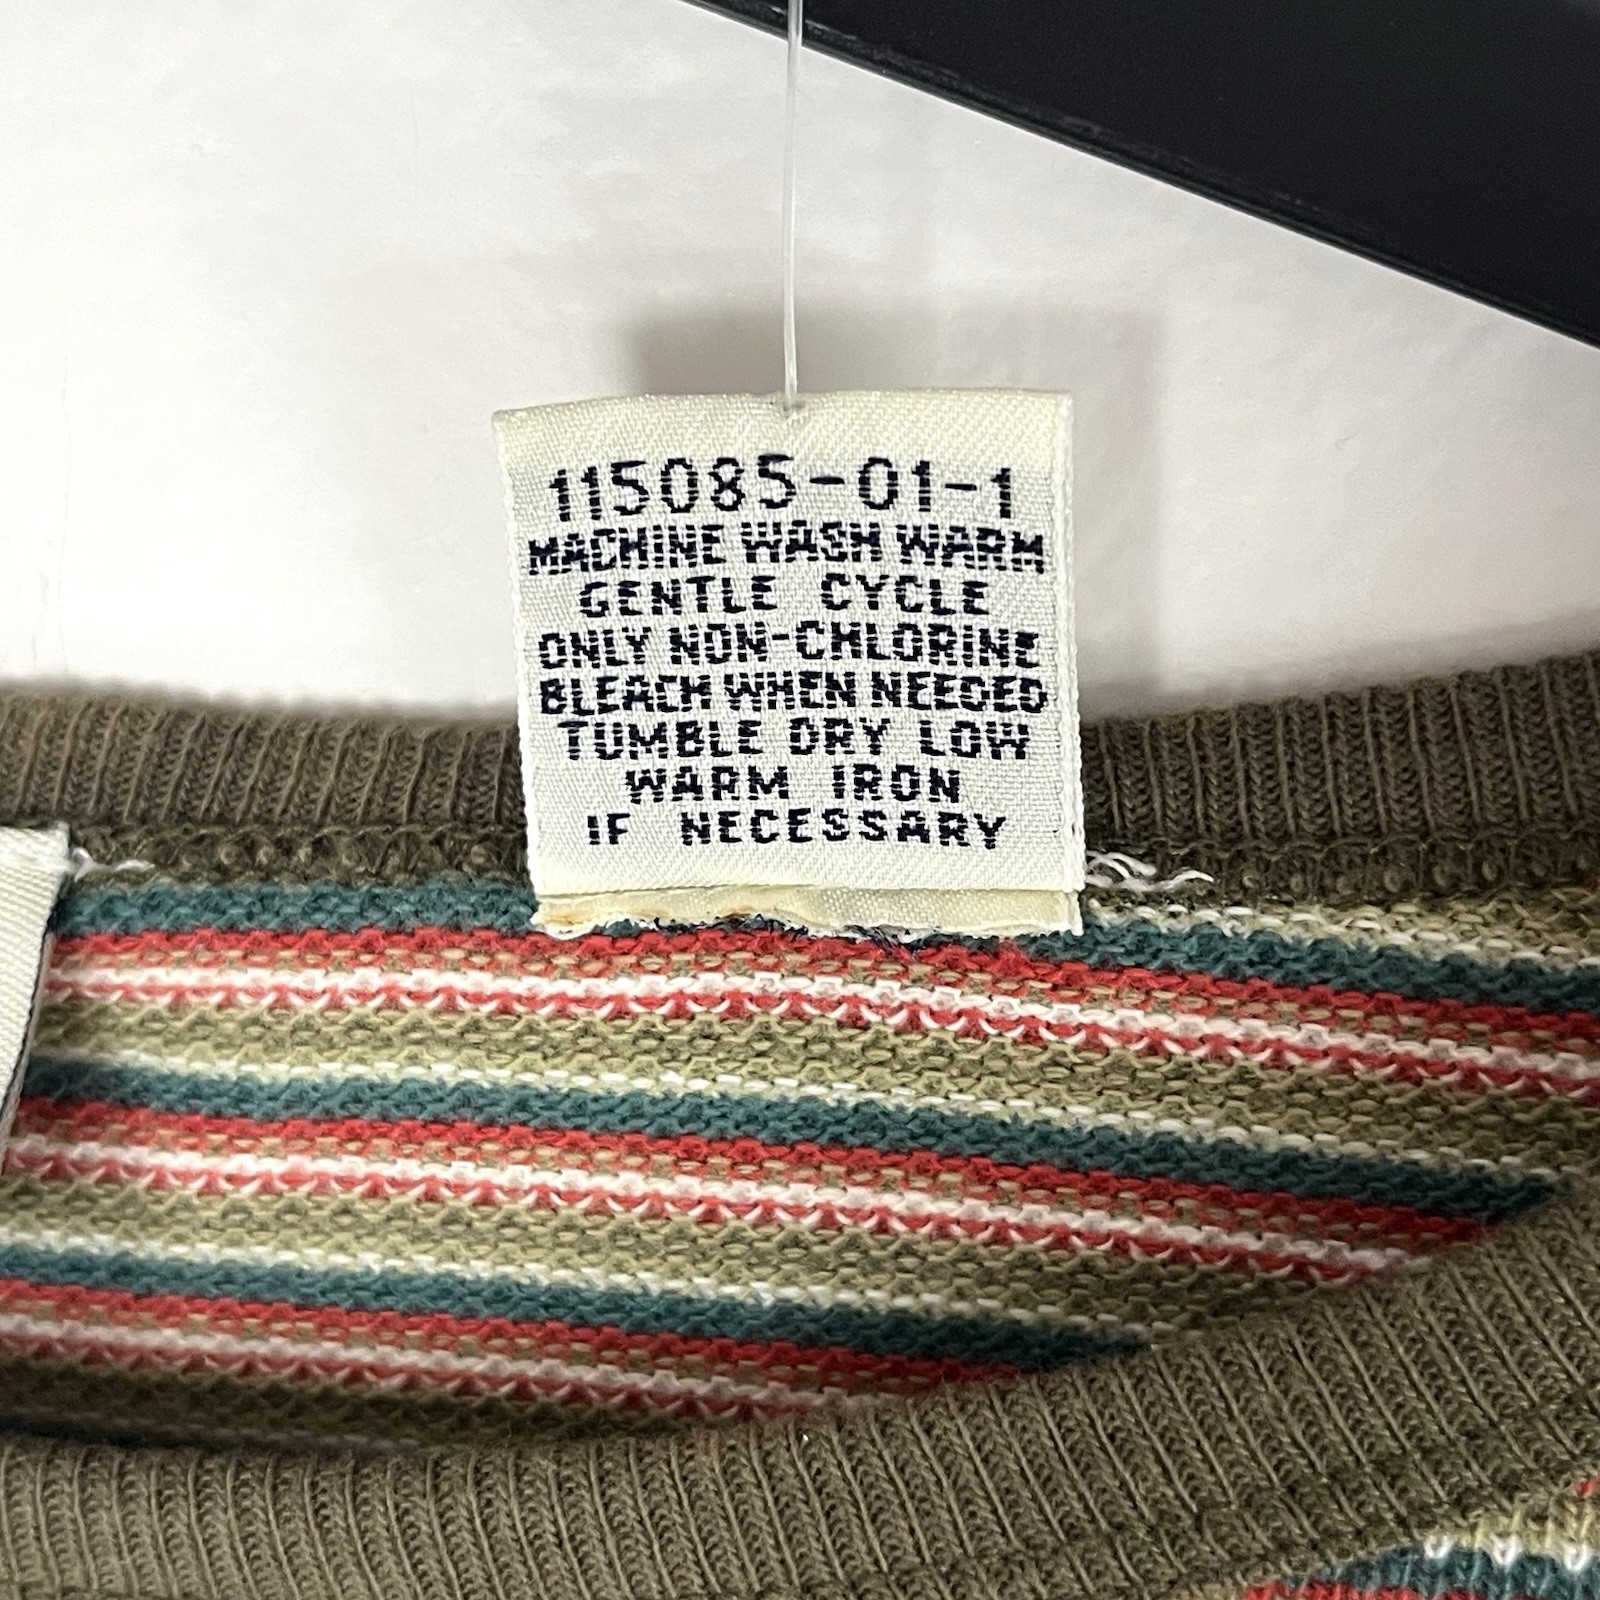 115085-01-1
MACHINE WASH WARM
GENTLE CYCLE
ONLY NON-CHLORINE
BLEACH WHEN NEEDED
TUMBLE DRY LOW
WARM IRON
IF NECESSARY